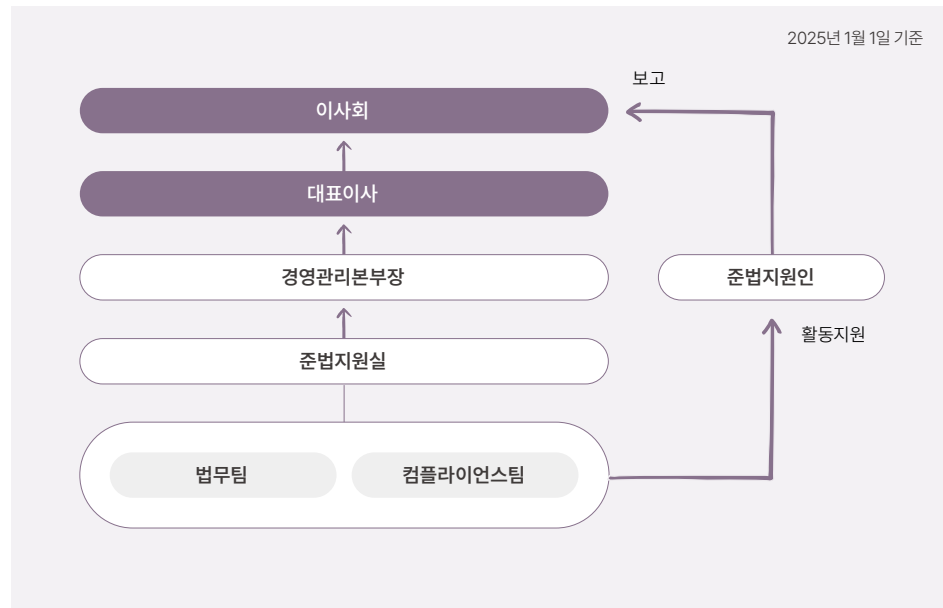 2025년 1월 1일 기준
보고
이사회
대표이사
경영관리본부장
준법지원인
활동지원
준법지원실
법무팀
컴플라이언스팀